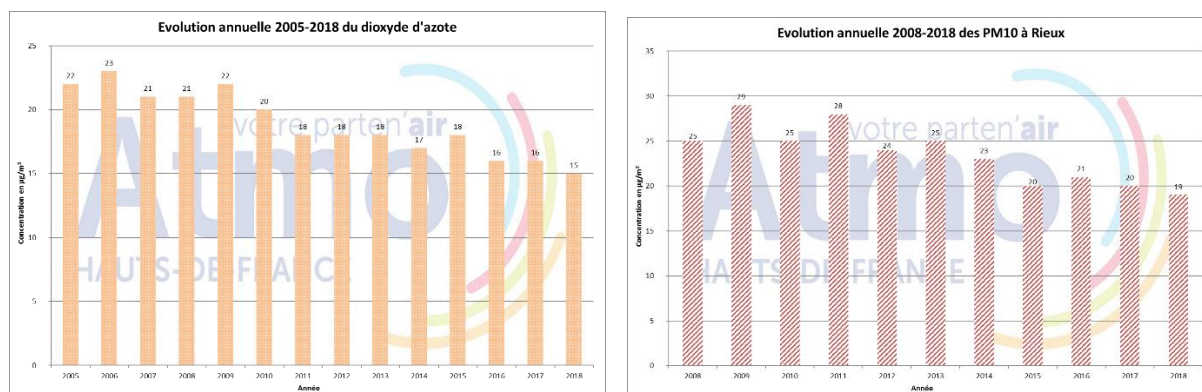 Evolution annuelle 2005-2018 du dioxyde d'azote
Concentration en µg/m³
25
20
15
10
5
0
22
23
21
21
22
20
18
18
18
17
18
16
16
15
2005 2006 2007 2008 2009 2010 2011 2012 2013 2014 2015 2016 2017 2018
Année
votre parten'air
Atmo
HAUTS-DE-FRANCE
Evolution annuelle 2008-2018 des PM10 à Rieux
Concentration en µg/m³
35
30
25
20
15
10
5
0
25
29
25
28
24
25
23
20
21
20
19
2008 2009 2010 2011 2012 2013 2014 2015 2016 2017 2018
Année
votre parten'air
Atmo
HAUTS-DE-FRANCE